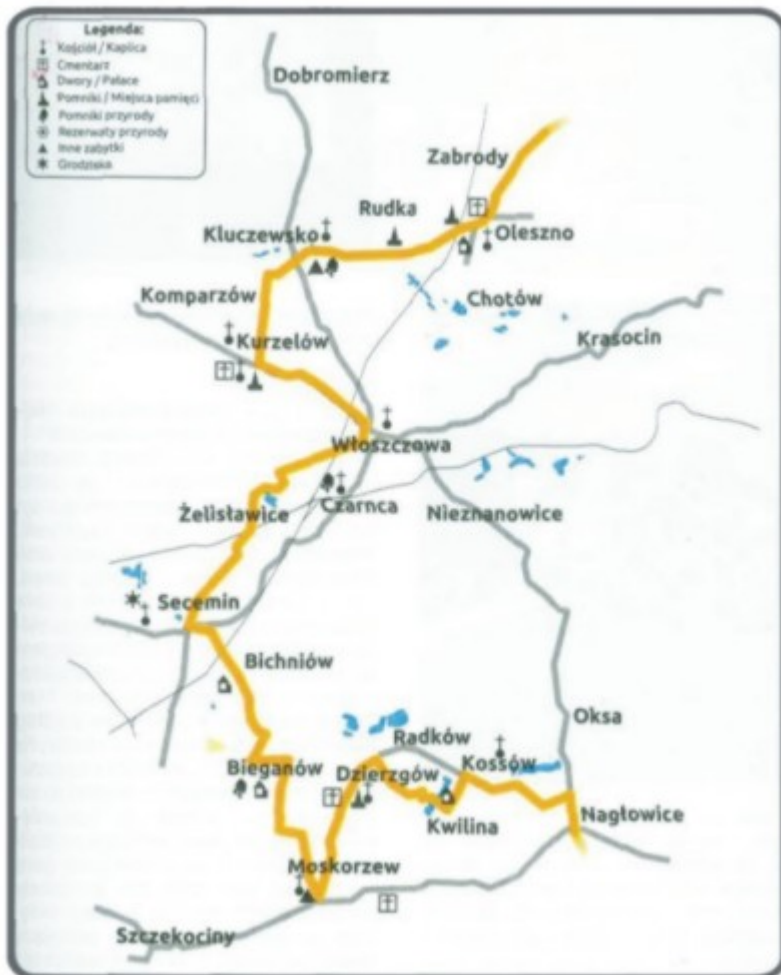 Legenda:
Kościół / Kaplica
Cmentarz
Dwory / Pałace
Pomniki / Miejsca pamięci
Pomniki przyrody
Rezerwaty przyrody
Inne zabytki
Grodziska
Dobromierz
Zabrody
Rudka
Kluczewsko
Oleszno
Komparzów
Chotów
Kurzelów
Krasocin
Włoszczowa
Czarnca
Żelisławice
Nieznanowice
Secemin
Bichniów
Oksa
Radków
Bieganów
Dzierzgów
Kossów
Kwilina
Nagłowice
Moskorzew
Szczekociny